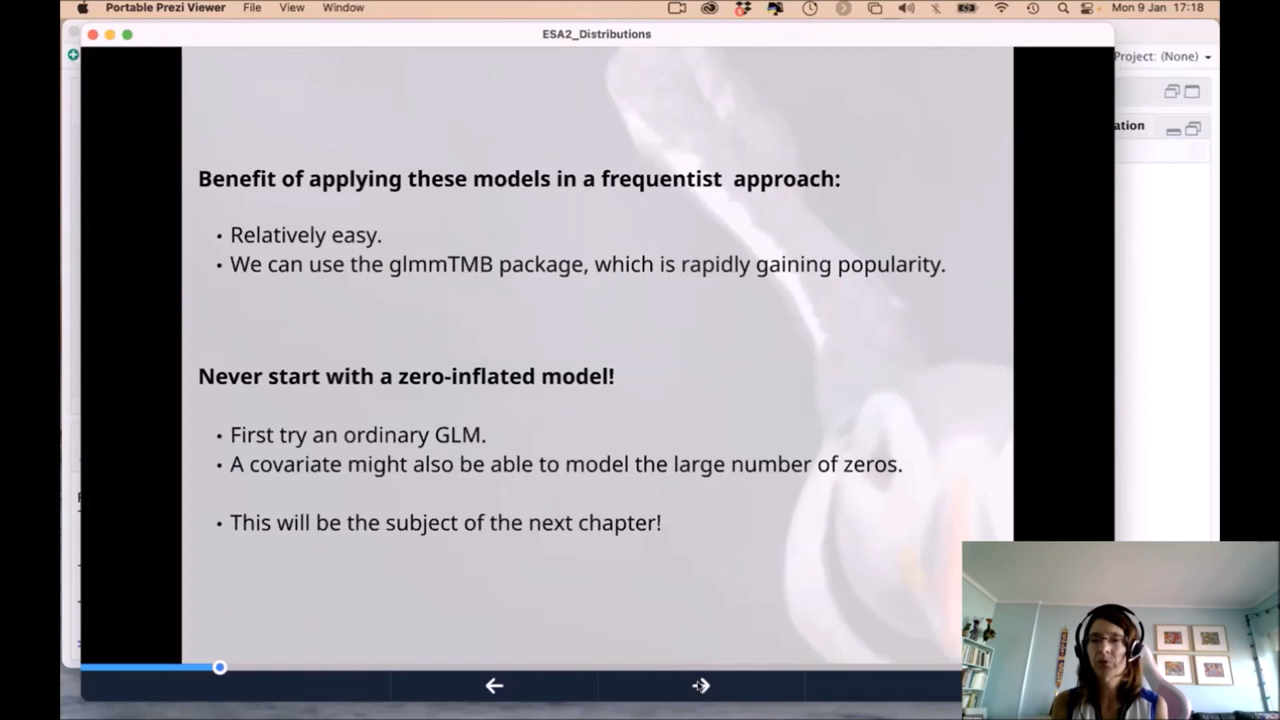 Portable Prezi Viewer File View Window Mon 9 Jan 17:18
ESA2_Distributions
Project: (None)
ation
Benefit of applying these models in a frequentist approach:
• Relatively easy.
• We can use the glmmTMB package, which is rapidly gaining popularity.
Never start with a zero-inflated model!
• First try an ordinary GLM.
• A covariate might also be able to model the large number of zeros.
• This will be the subject of the next chapter!